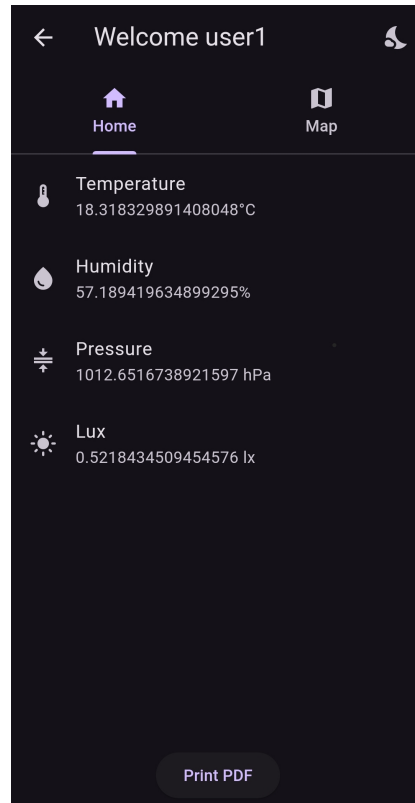 Welcome user1
Home
Map
Temperature
18.318329891408048°C
Humidity
57.189419634899295%
Pressure
1012.6516738921597 hPa
Lux
0.5218434509454576 lx
Print PDF